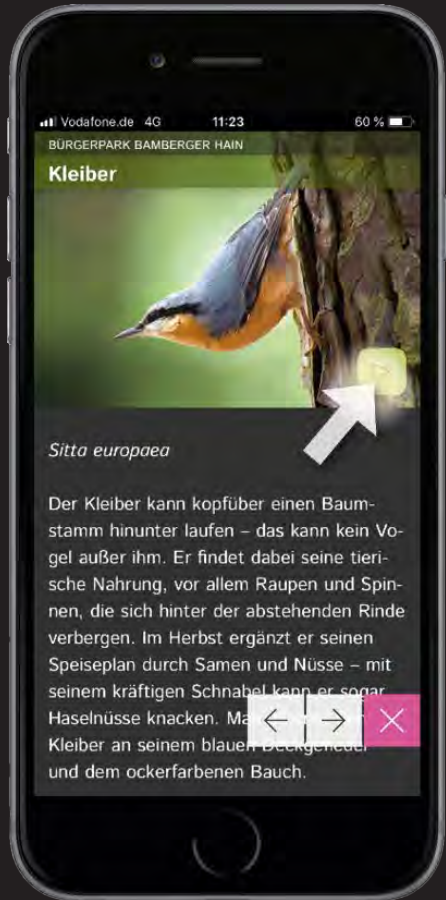 Vodafone.de 4G 11:23 60 %
BÜRGERPARK BAMBERGER HAIN
Kleiber
Sitta europaea
Der Kleiber kann kopfüber einen Baum-
stamm hinunter laufen – das kann kein Vo-
gel außer ihm. Er findet dabei seine tieri-
sche Nahrung, vor allem Raupen und Spin-
nen, die sich hinter der abstehenden Rinde
verbergen. Im Herbst ergänzt er seinen
Speiseplan durch Samen und Nüsse – mit
seinem kräftigen Schnabel kann er sogar
Haselnüsse knacken.
Kleiber an seinem blauen Deckgefieder
und dem ockerfarbenen Bauch.